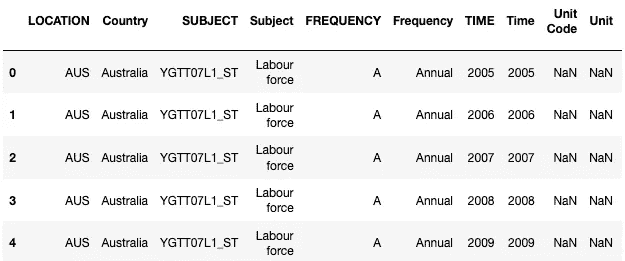 LOCATION Country SUBJECT Subject FREQUENCY Frequency TIME Time Unit Code Unit
0 AUS Australia YGTT07L1_ST Labour force A Annual 2005 2005 NaN NaN
1 AUS Australia YGTT07L1_ST Labour force A Annual 2006 2006 NaN NaN
2 AUS Australia YGTT07L1_ST Labour force A Annual 2007 2007 NaN NaN
3 AUS Australia YGTT07L1_ST Labour force A Annual 2008 2008 NaN NaN
4 AUS Australia YGTT07L1_ST Labour force A Annual 2009 2009 NaN NaN